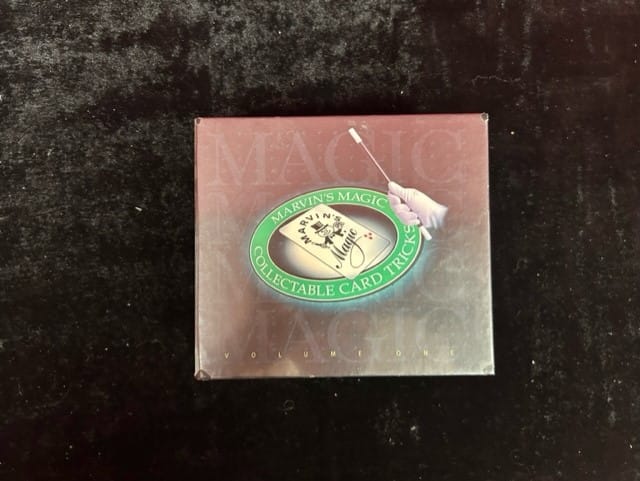 MAGIC
MARVIN'S MAGIC
MARVIN'S
Magic
COLLECTABLE CARD TRICKS
MAGIC
VOLUME ONE